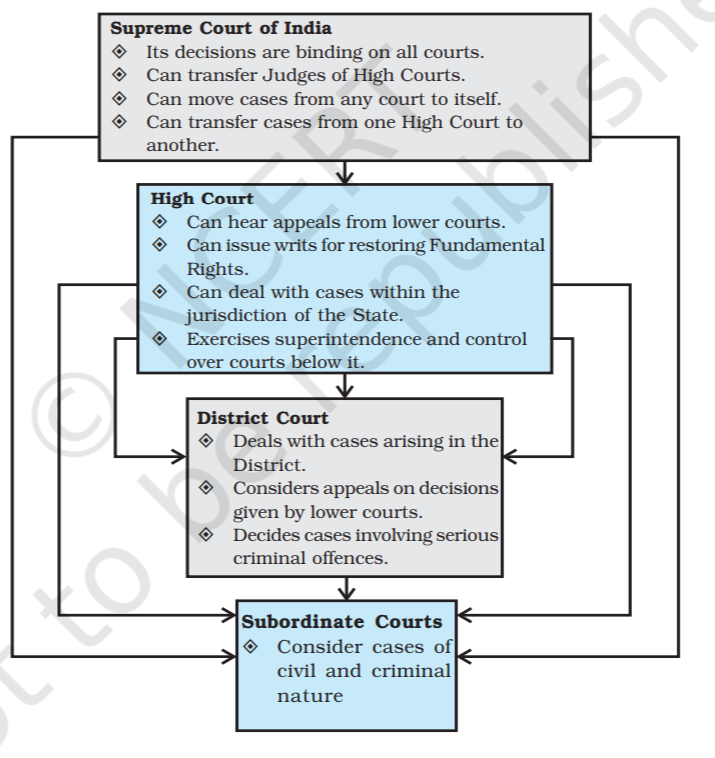 Supreme Court of India
◈ Its decisions are binding on all courts.
◈ Can transfer Judges of High Courts.
◈ Can move cases from any court to itself.
◈ Can transfer cases from one High Court to
another.
High Court
◈ Can hear appeals from lower courts.
◈ Can issue writs for restoring Fundamental
Rights.
◈ Can deal with cases within the
jurisdiction of the State.
◈ Exercises superintendence and control
over courts below it.
District Court
◈ Deals with cases arising in the
District.
◈ Considers appeals on decisions
given by lower courts.
◈ Decides cases involving serious
criminal offences.
Subordinate Courts
◈ Consider cases of
civil and criminal
nature
© NCERT
not to be republished